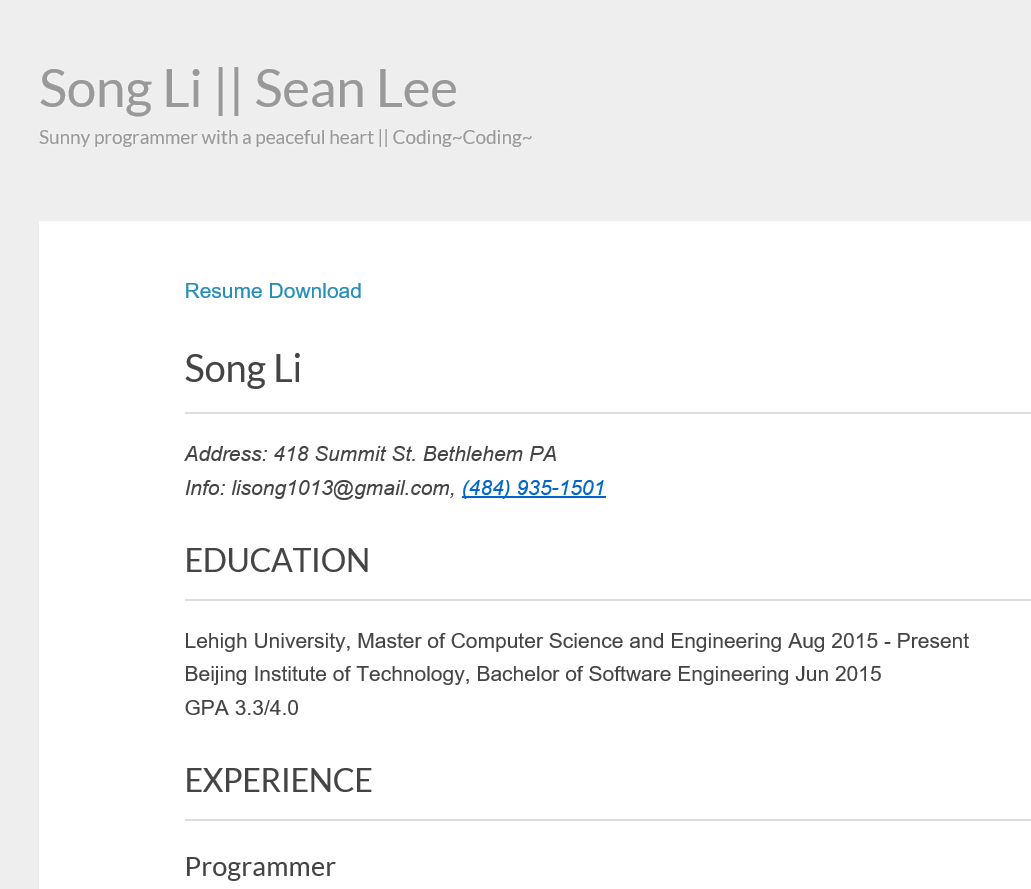 Song Li || Sean Lee
Sunny programmer with a peaceful heart || Coding~Coding~
Resume Download
Song Li
Address: 418 Summit St. Bethlehem PA
Info: lisong1013@gmail.com, (484) 935-1501
EDUCATION
Lehigh University, Master of Computer Science and Engineering Aug 2015 - Present
Beijing Institute of Technology, Bachelor of Software Engineering Jun 2015
GPA 3.3/4.0
EXPERIENCE
Programmer